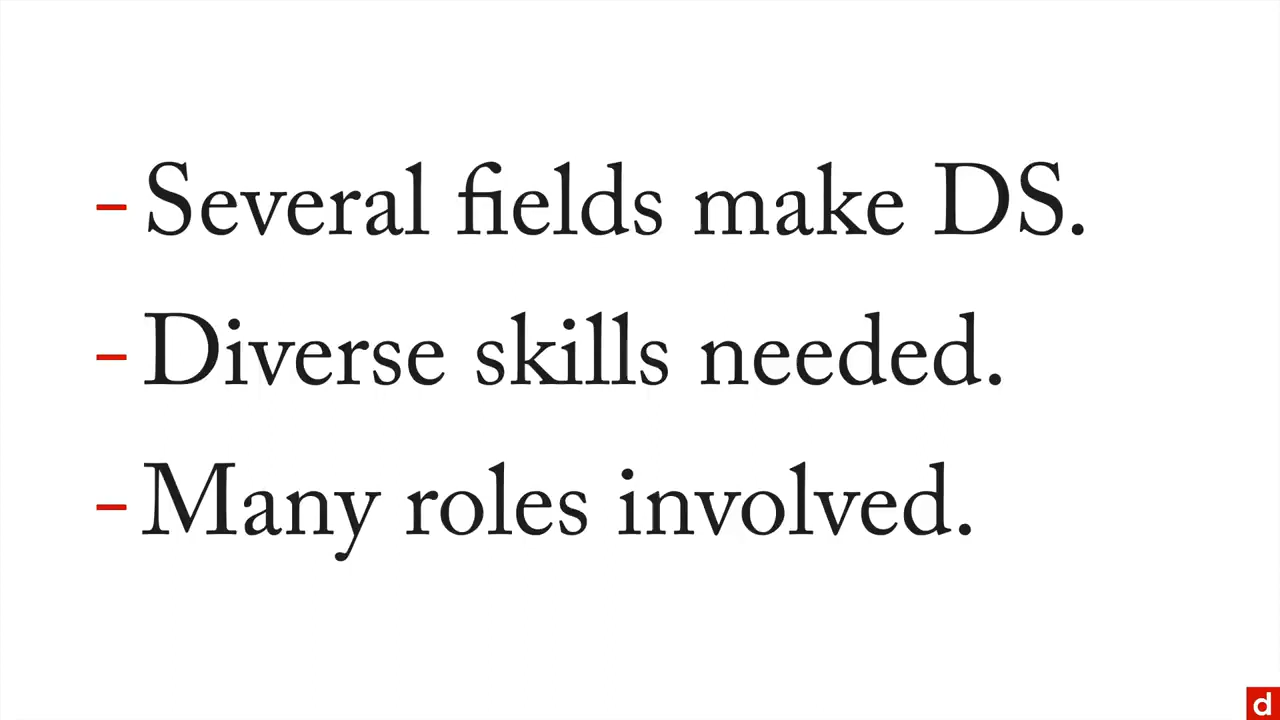 – Several fields make DS.
– Diverse skills needed.
– Many roles involved.
d